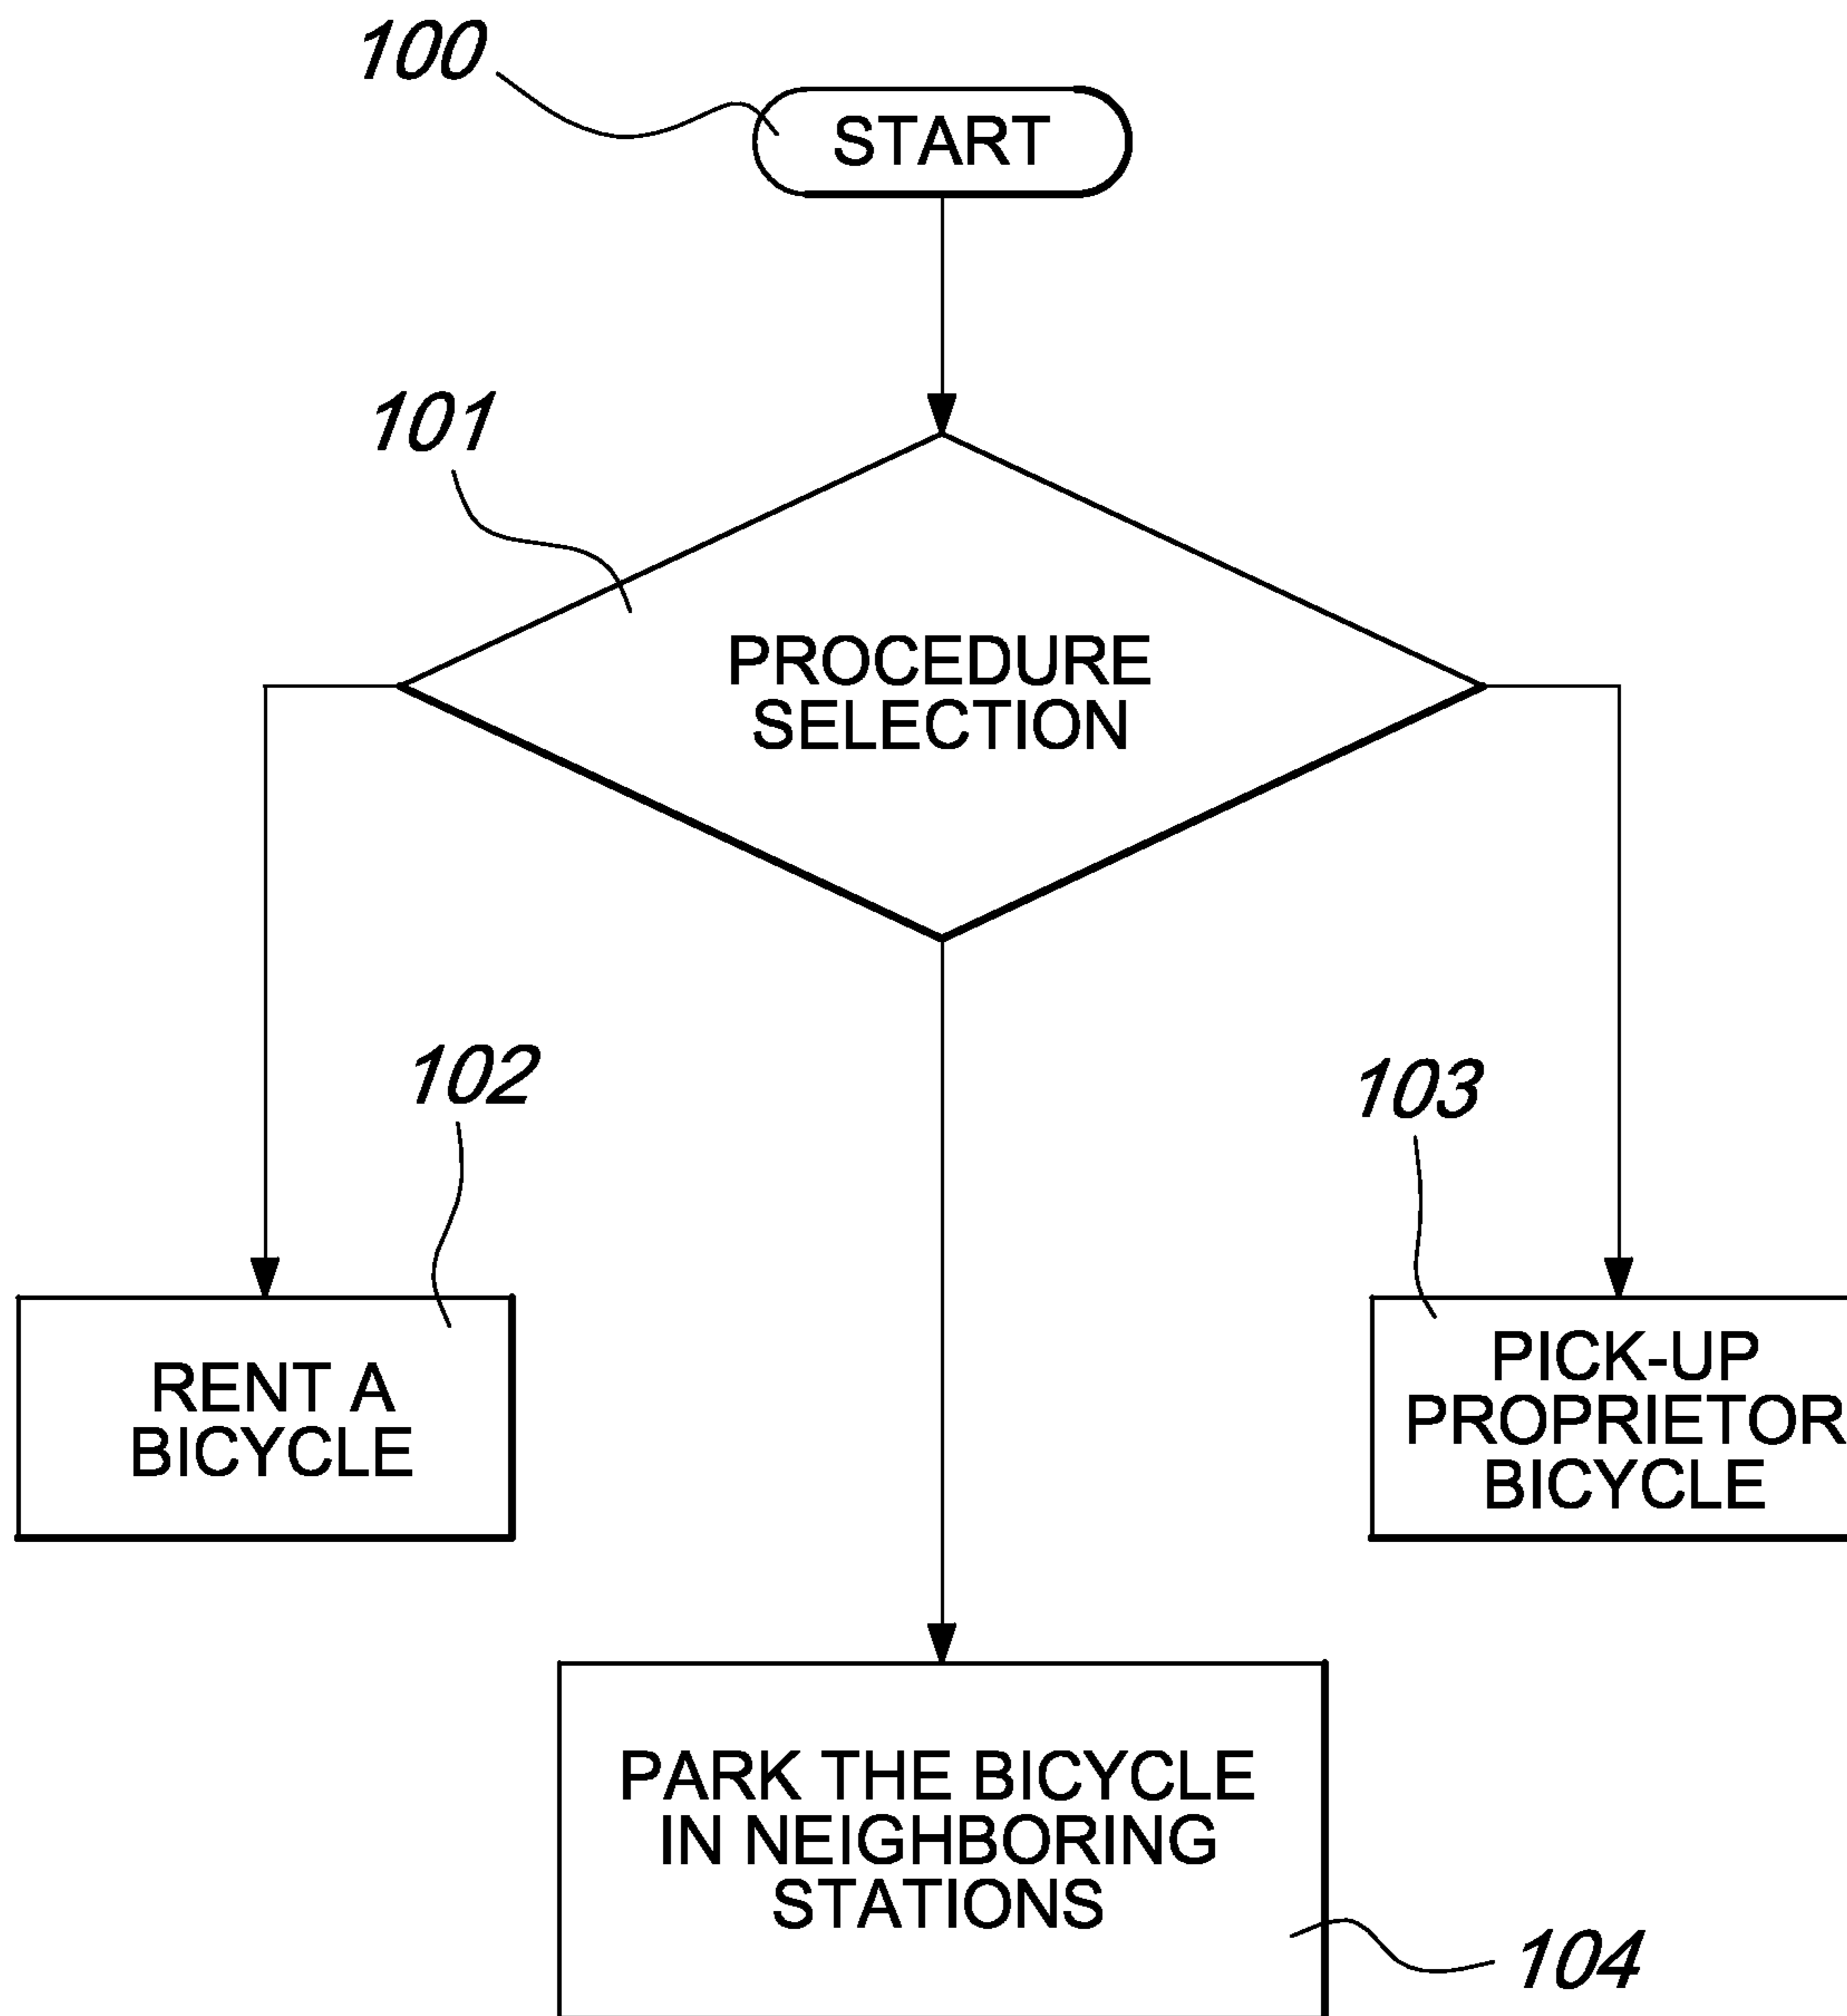 100
START
101
PROCEDURE
SELECTION
102
103
RENT A
BICYCLE
PICK-UP
PROPRIETOR
BICYCLE
PARK THE BICYCLE
IN NEIGHBORING
STATIONS
104